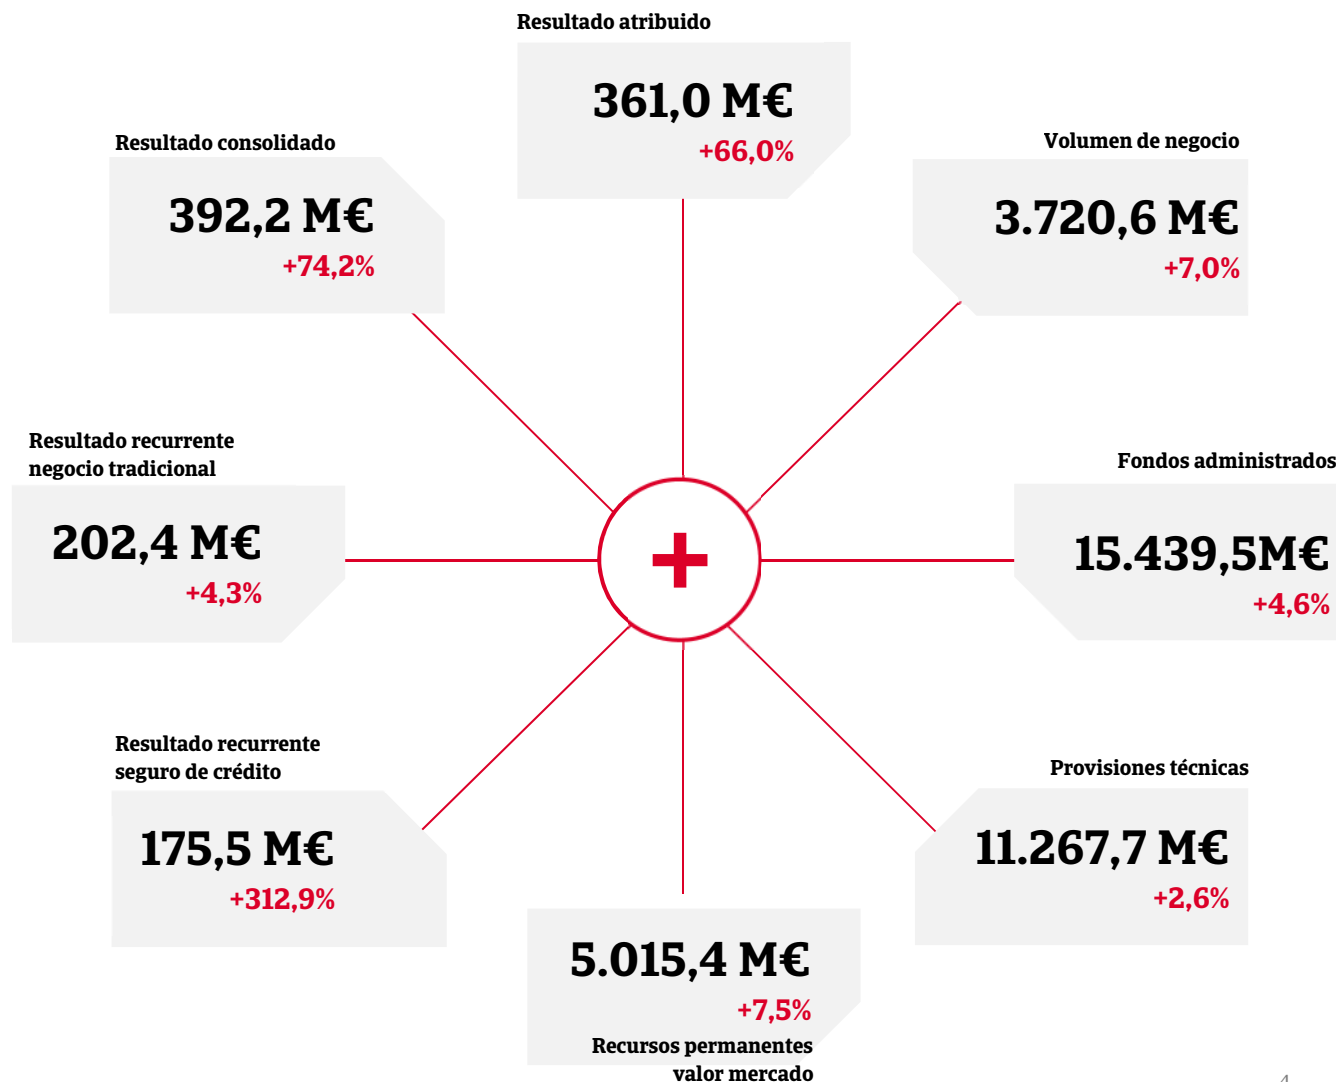 Resultado atribuido
361,0 M€
+66,0%
Resultado consolidado
392,2 M€
+74,2%
Volumen de negocio
3.720,6 M€
+7,0%
Resultado recurrente
negocio tradicional
202,4 M€
+4,3%
Fondos administrados
15.439,5M€
+4,6%
Resultado recurrente
seguro de crédito
175,5 M€
+312,9%
Provisiones técnicas
11.267,7 M€
+2,6%
5.015,4 M€
+7,5%
Recursos permanentes
valor mercado
4